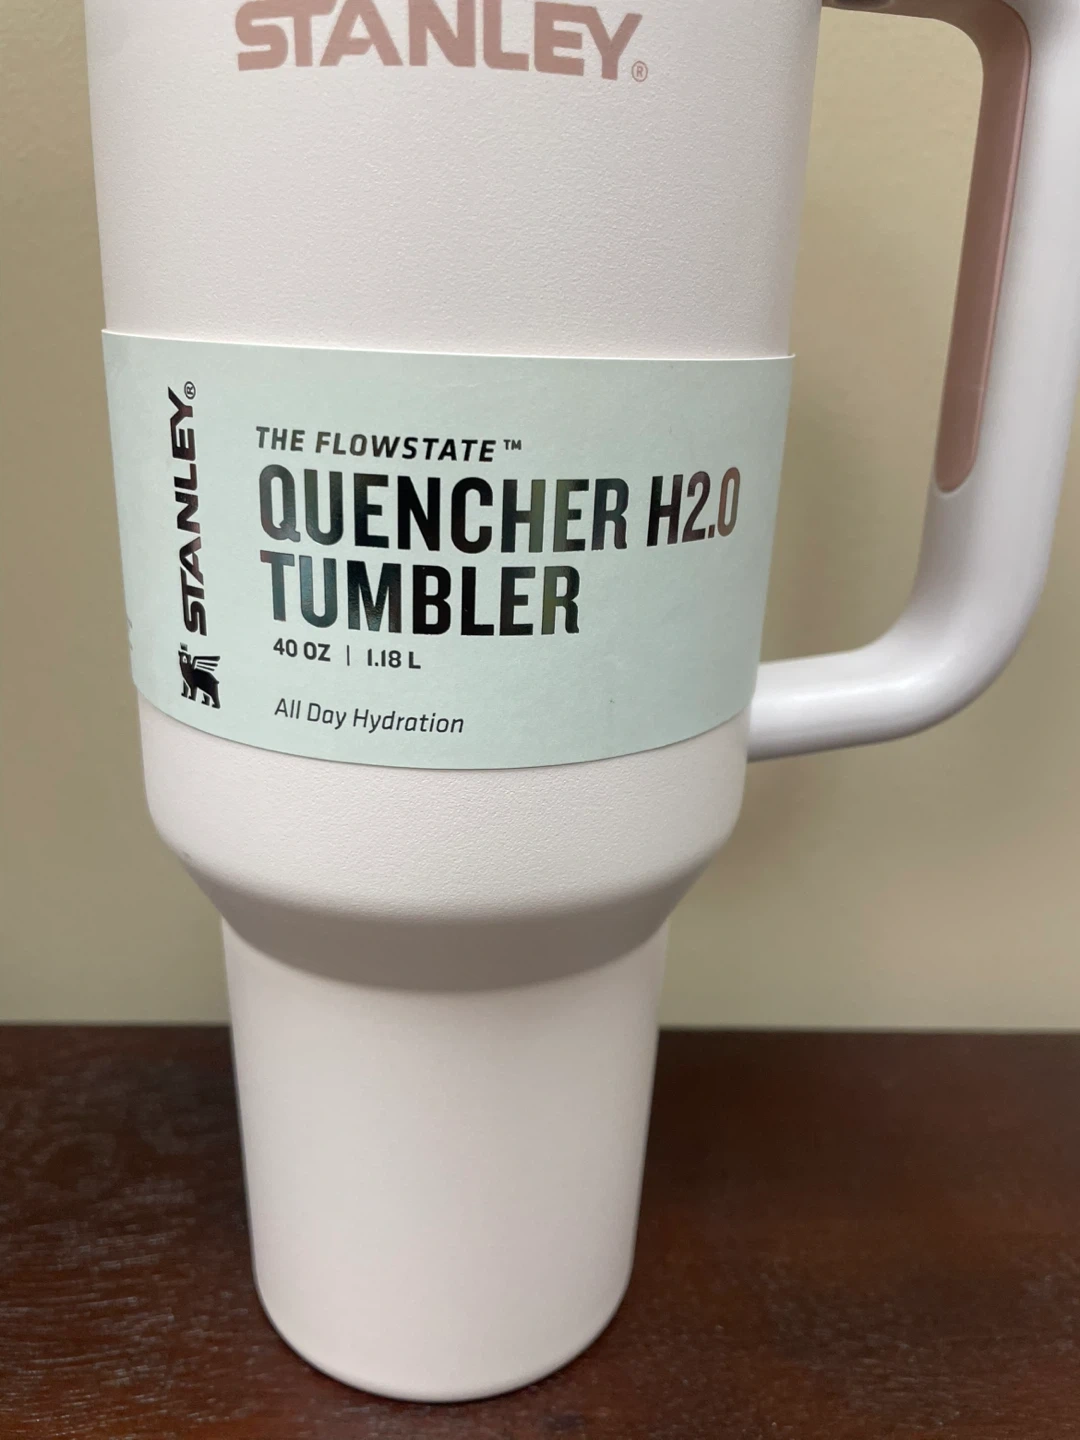 STANLEY®
STANLEY®
THE FLOWSTATE™
QUENCHER H2.0
TUMBLER
40 OZ | 1.18 L
All Day Hydration